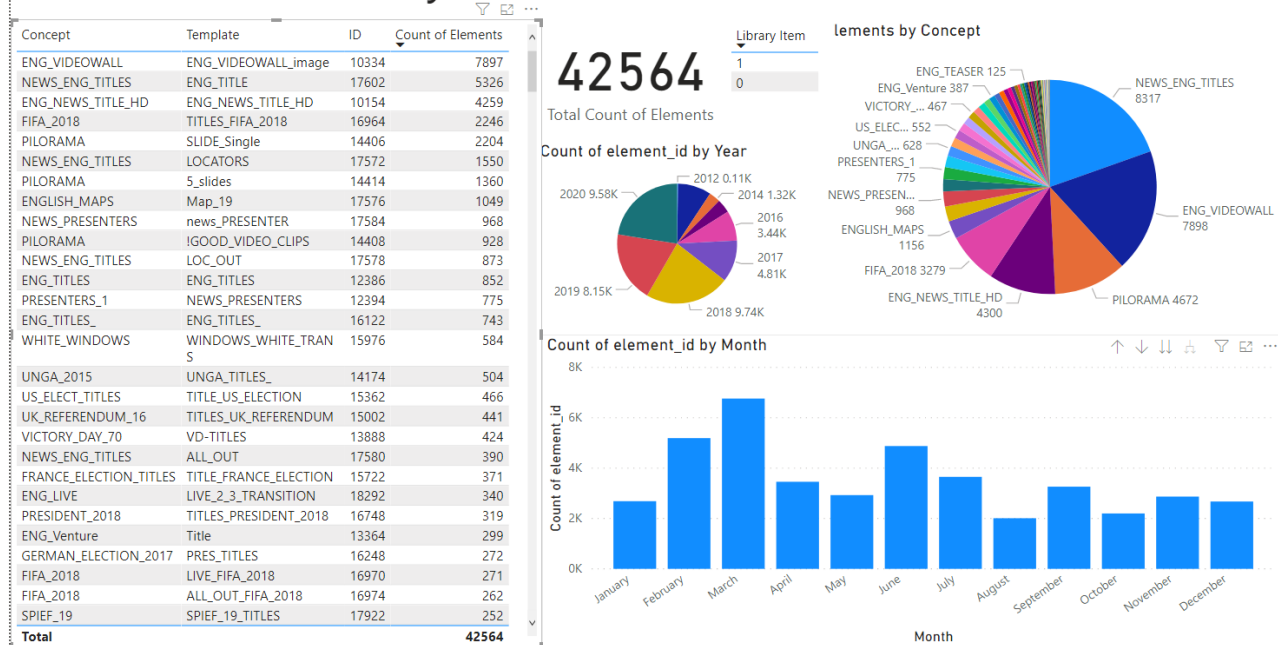 Concept Template ID Count of Elements
ENG_VIDEOWALL ENG_VIDEOWALL_image 10334 7897
NEWS_ENG_TITLES ENG_TITLE 17602 5326
ENG_NEWS_TITLE_HD ENG_NEWS_TITLE_HD 10154 4259
FIFA_2018 TITLES_FIFA_2018 16964 2246
PILORAMA SLIDE_Single 14406 2204
NEWS_ENG_TITLES LOCATORS 17572 1550
PILORAMA 5_slides 14414 1360
ENGLISH_MAPS Map_19 17576 1049
NEWS_PRESENTERS news_PRESENTER 17584 968
PILORAMA !GOOD_VIDEO_CLIPS 14408 928
NEWS_ENG_TITLES LOC_OUT 17578 873
ENG_TITLES ENG_TITLES 12386 852
PRESENTERS_1 NEWS_PRESENTERS 12394 775
ENG_TITLES_ ENG_TITLES_ 16122 743
WHITE_WINDOWS WINDOWS_WHITE_TRAN 15976 584
S
UNGA_2015 UNGA_TITLES_ 14174 504
US_ELECT_TITLES TITLE_US_ELECTION 15362 466
UK_REFERENDUM_16 TITLES_UK_REFERENDUM 15002 441
VICTORY_DAY_70 VD-TITLES 13888 424
NEWS_ENG_TITLES ALL_OUT 17580 390
FRANCE_ELECTION_TITLES TITLE_FRANCE_ELECTION 15722 371
ENG_LIVE LIVE_2_3_TRANSITION 18292 340
PRESIDENT_2018 TITLES_PRESIDENT_2018 16748 319
ENG_Venture Title 13364 299
GERMAN_ELECTION_2017 PRES_TITLES 16248 272
FIFA_2018 LIVE_FIFA_2018 16970 271
FIFA_2018 ALL_OUT_FIFA_2018 16974 262
SPIEF_19 SPIEF_19_TITLES 17922 252
Total 42564
42564
Total Count of Elements
Library Item
1
0
Count of element_id by Year
2012 0.11K
2014 1.32K
2016
3.44K
2017
4.81K
2018 9.74K
2019 8.15K
2020 9.58K
lements by Concept
NEWS_ENG_TITLES
8317
ENG_VIDEOWALL
7898
PILORAMA 4672
ENG_NEWS_TITLE_HD
4300
FIFA_2018 3279
ENGLISH_MAPS
1156
NEWS_PRESEN...
968
PRESENTERS_1
775
UNGA_... 628
US_ELEC... 552
VICTORY_... 467
ENG_Venture 387
ENG_TEASER 125
Count of element_id by Month
Count of element_id
8K
6K
4K
2K
0K
January
February
March
April
May
June
July
August
September
October
November
December
Month